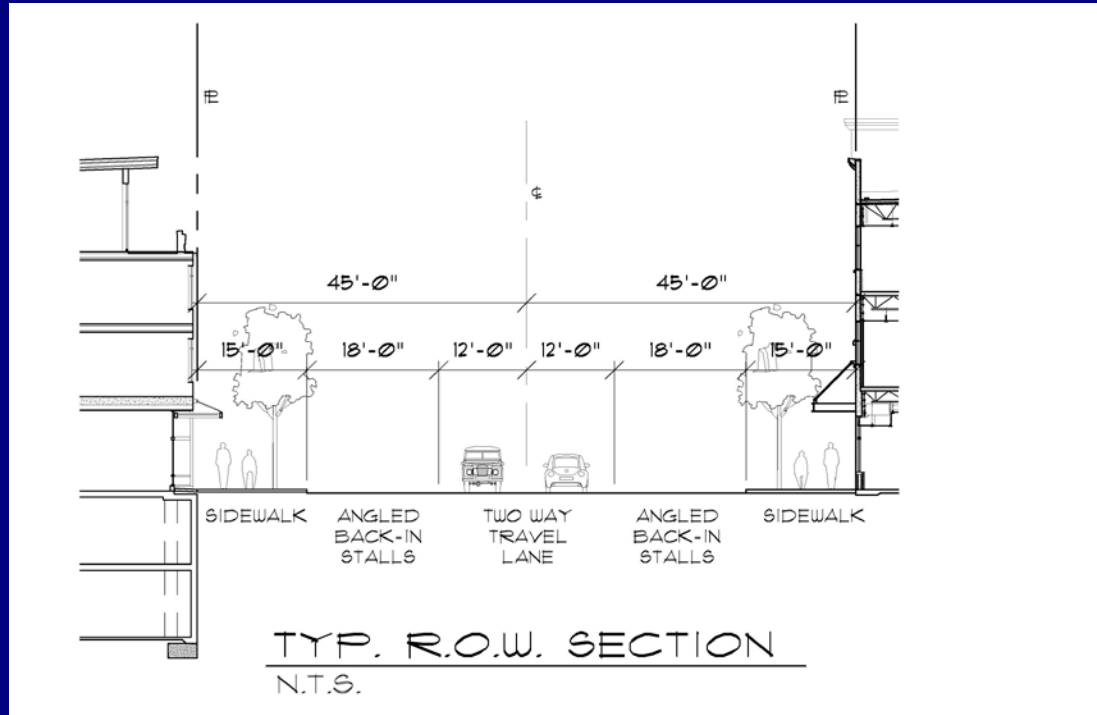 PL
PL
CL
45'-0"
45'-0"
15'-0"
18'-0"
12'-0"
12'-0"
18'-0"
15'-0"
SIDEWALK
ANGLED
BACK-IN
STALLS
TWO WAY
TRAVEL
LANE
ANGLED
BACK-IN
STALLS
SIDEWALK
TYP. R.O.W. SECTION
N.T.S.